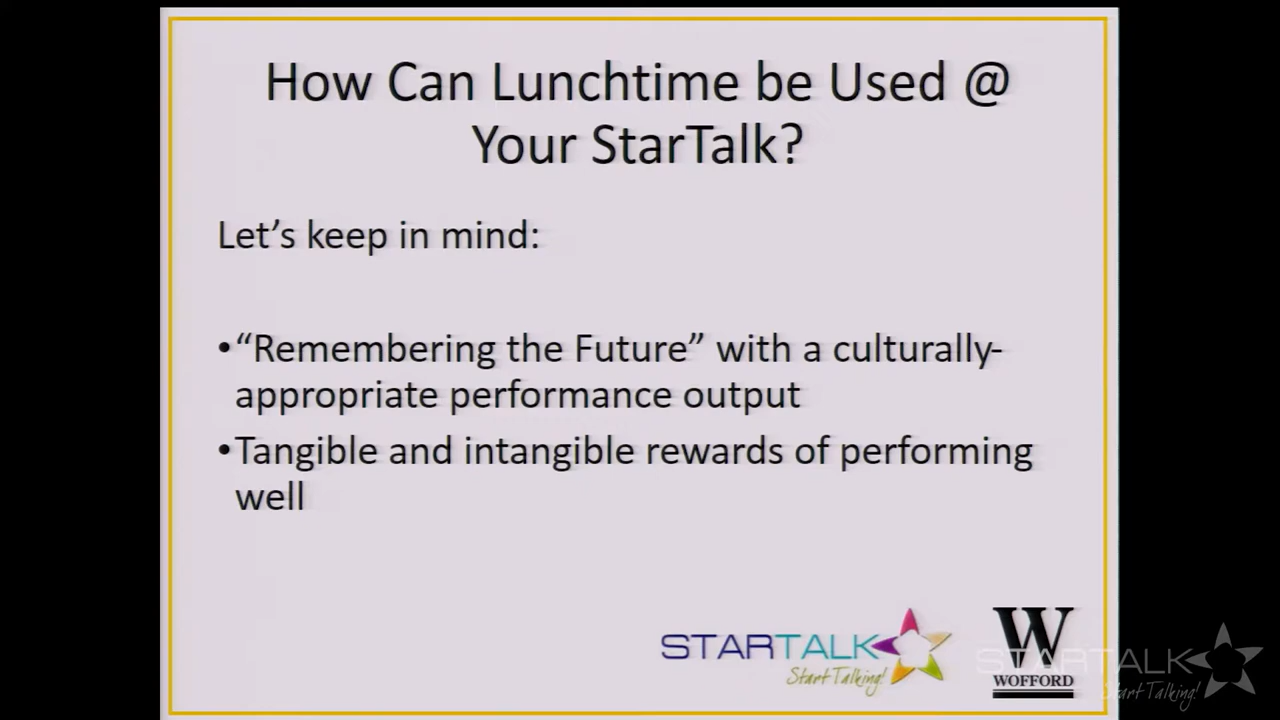 How Can Lunchtime be Used @
Your StarTalk?
Let’s keep in mind:
•“Remembering the Future” with a culturally-
appropriate performance output
•Tangible and intangible rewards of performing
well
STARTALK
Start Talking!
W
WOFFORD
STARTALK
Start Talking!